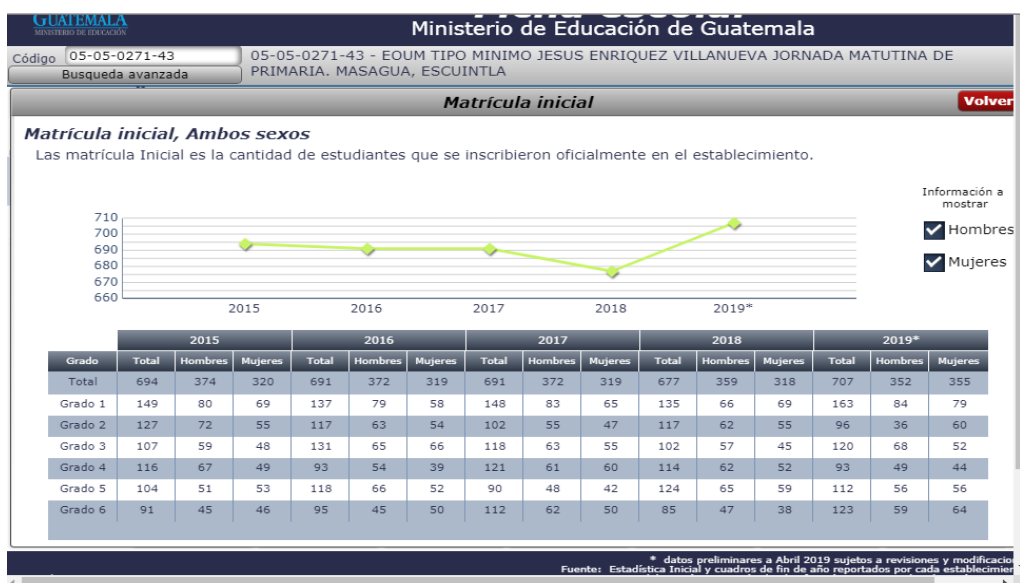 GUATEMALA
MINISTERIO DE EDUCACIÓN
Ministerio de Educación de Guatemala
Código 05-05-0271-43
Busqueda avanzada
05-05-0271-43 - EOUM TIPO MINIMO JESUS ENRIQUEZ VILLANUEVA JORNADA MATUTINA DE
PRIMARIA. MASAGUA, ESCUINTLA
Matrícula inicial Volver
Matrícula inicial, Ambos sexos
Las matrícula Inicial es la cantidad de estudiantes que se inscribieron oficialmente en el establecimiento.
Información a
mostrar
Hombres
Mujeres
710
700
690
680
670
660
2015 2016 2017 2018 2019*
2015 2016 2017 2018 2019*
Grado Total Hombres Mujeres Total Hombres Mujeres Total Hombres Mujeres Total Hombres Mujeres Total Hombres Mujeres
Total 694 374 320 691 372 319 691 372 319 677 359 318 707 352 355
Grado 1 149 80 69 137 79 58 148 83 65 135 66 69 163 84 79
Grado 2 127 72 55 117 63 54 102 55 47 117 62 55 96 36 60
Grado 3 107 59 48 131 65 66 118 63 55 102 57 45 120 68 52
Grado 4 116 67 49 93 54 39 121 61 60 114 62 52 93 49 44
Grado 5 104 51 53 118 66 52 90 48 42 124 65 59 112 56 56
Grado 6 91 45 46 95 45 50 112 62 50 85 47 38 123 59 64
* datos preliminares a Abril 2019 sujetos a revisiones y modificacio
Fuente: Estadística Inicial y cuadros de fin de año reportados por cada establecimier